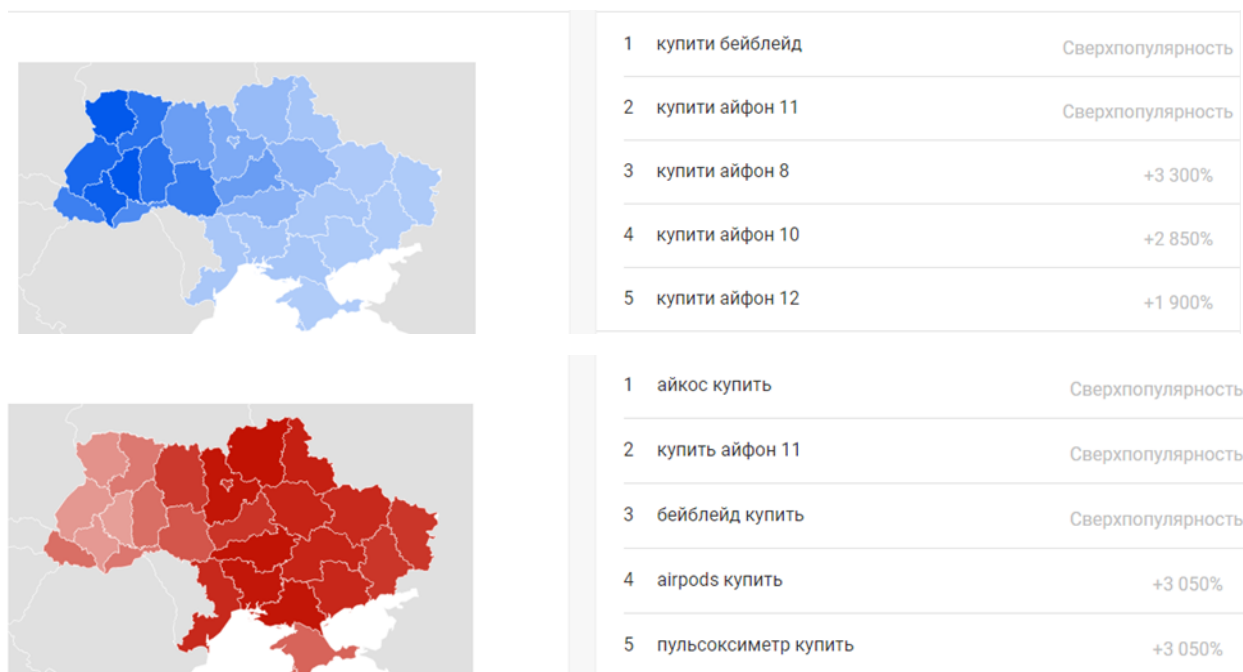 1 купити бейблейд Сверхпопулярность
2 купити айфон 11 Сверхпопулярность
3 купити айфон 8 +3 300%
4 купити айфон 10 +2 850%
5 купити айфон 12 +1 900%
1 айкос купить Сверхпопулярность
2 купить айфон 11 Сверхпопулярность
3 бейблейд купить Сверхпопулярность
4 airpods купить +3 050%
5 пульсоксиметр купить +3 050%